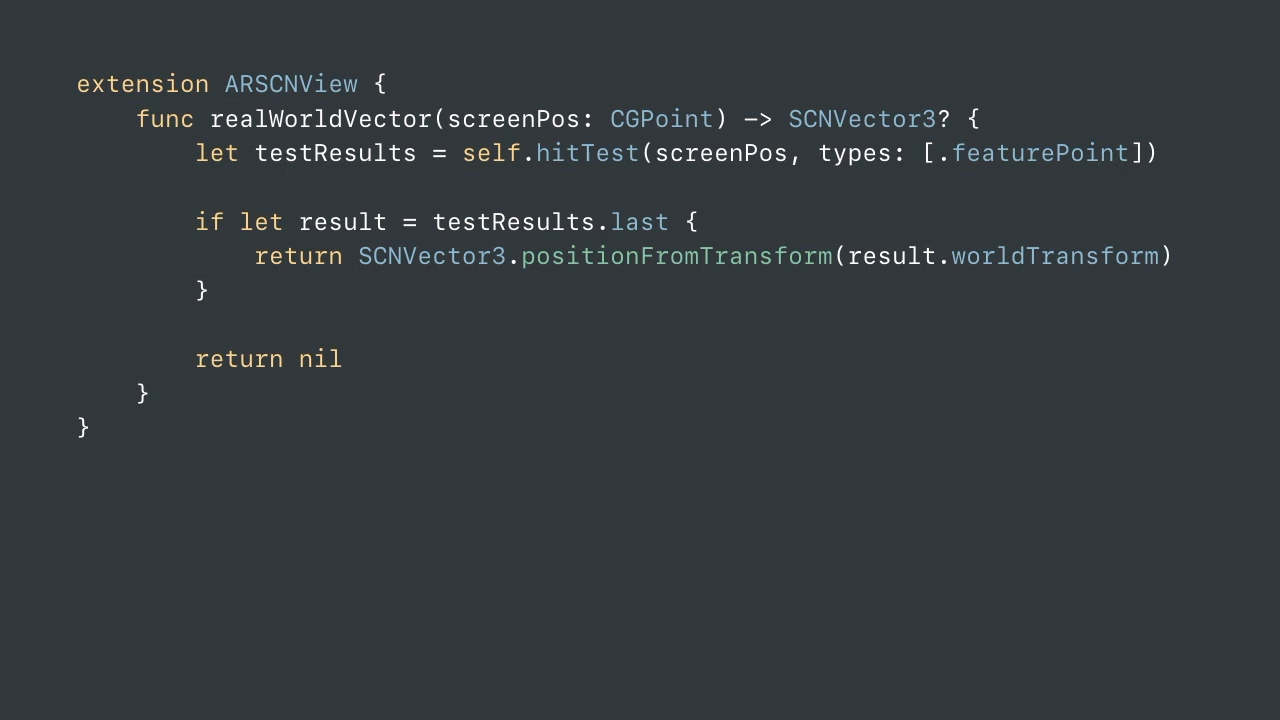 extension ARSCNView {
    func realWorldVector(screenPos: CGPoint) -> SCNVector3? {
        let testResults = self.hitTest(screenPos, types: [.featurePoint])
        if let result = testResults.last {
            return SCNVector3.positionFromTransform(result.worldTransform)
        }
        return nil
    }
}